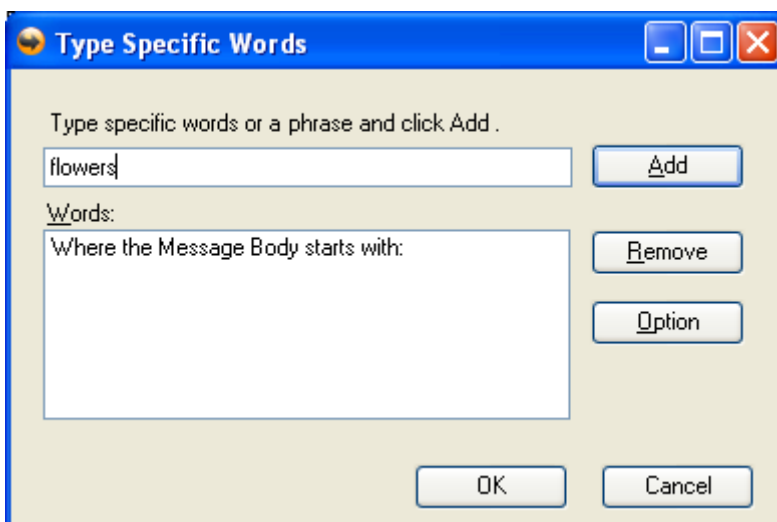 Type Specific Words
Type specific words or a phrase and click Add .
flowers
Add
Words:
Where the Message Body starts with:
Remove
Option
OK
Cancel